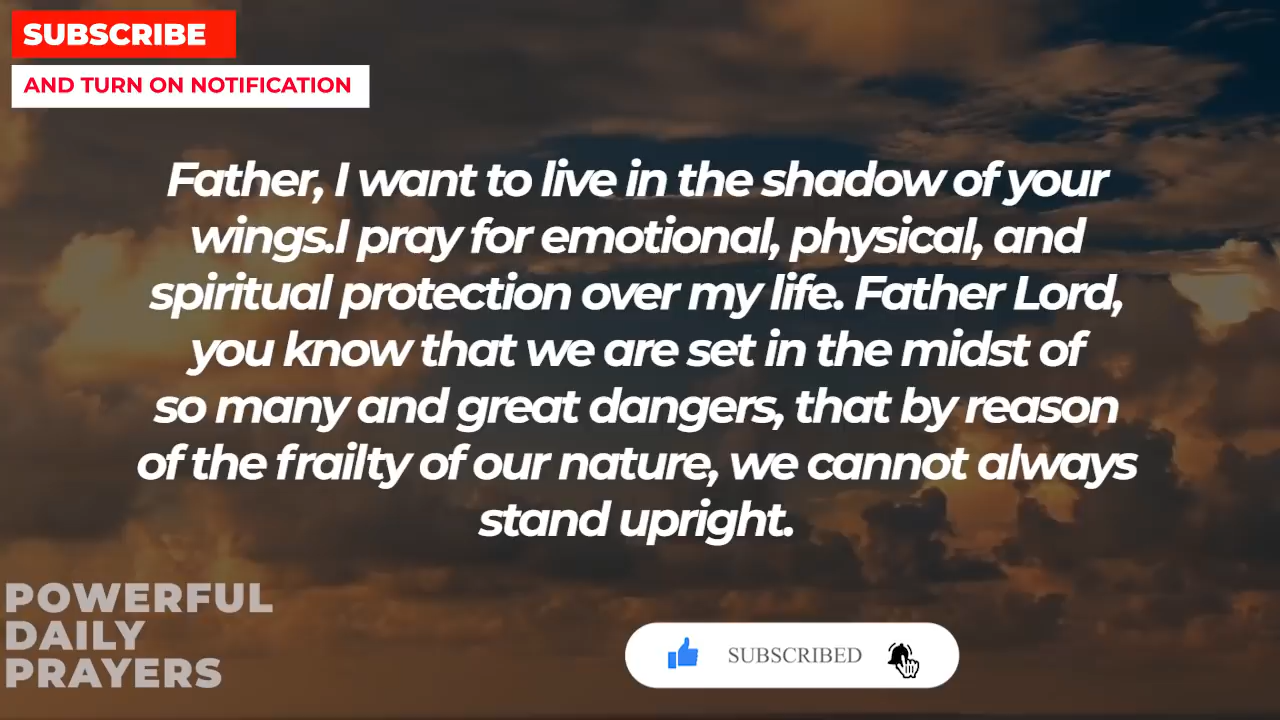 SUBSCRIBE
AND TURN ON NOTIFICATION
Father, I want to live in the shadow of your
wings.I pray for emotional, physical, and
spiritual protection over my life. Father Lord,
you know that we are set in the midst of
so many and great dangers, that by reason
of the frailty of our nature, we cannot always
stand upright.
POWERFUL
DAILY
PRAYERS
SUBSCRIBED